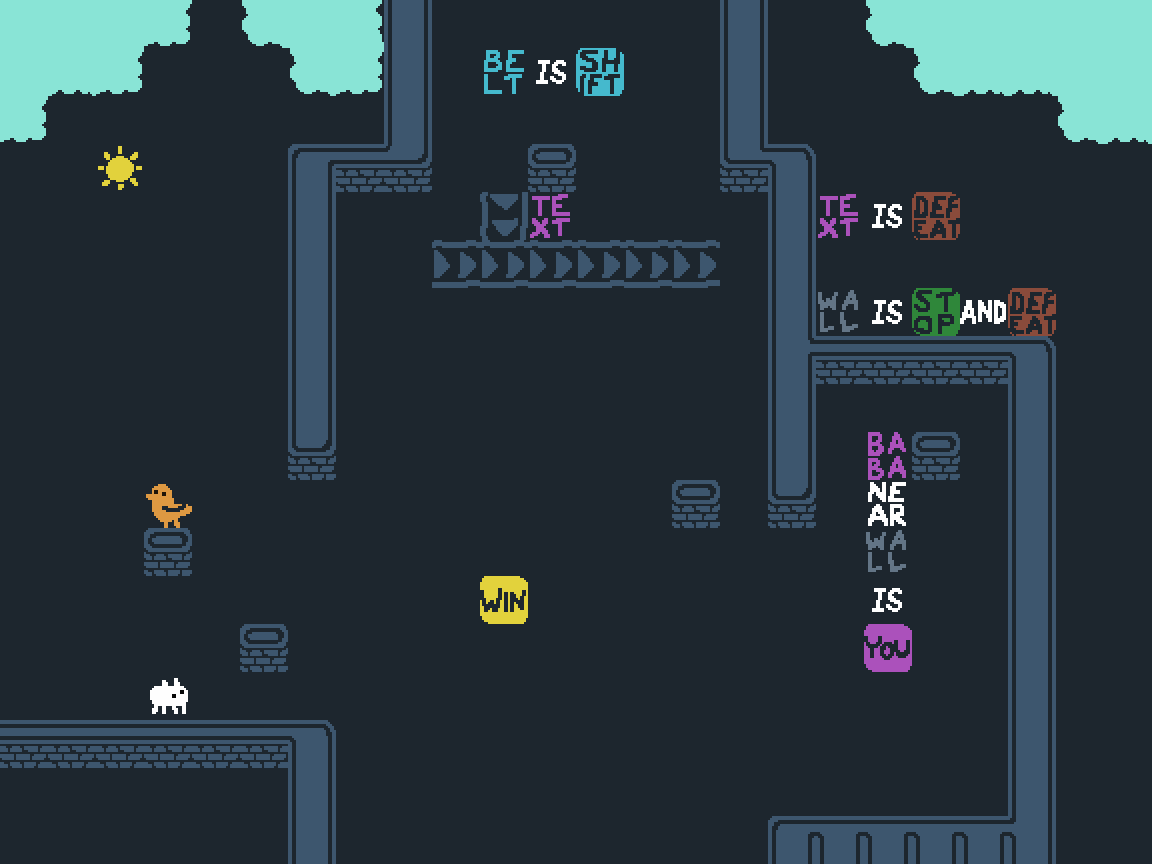 BELT IS SHIFT
TEXT
TEXT IS DEFEAT
WALL IS STOP AND DEFEAT
BABA
NEAR
WALL
IS
YOU
WIN